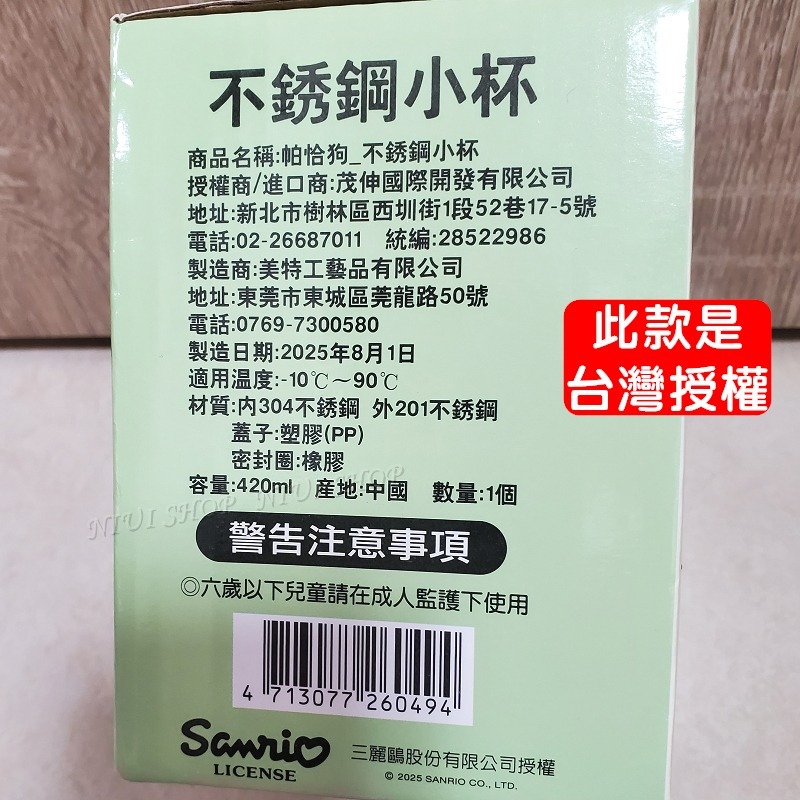 不銹鋼小杯
商品名稱:帕恰狗_不銹鋼小杯
授權商/進口商:茂伸國際開發有限公司
地址:新北市樹林區西圳街1段52巷17-5號
電話:02-26687011 統編:28522986
製造商:美特工藝品有限公司
地址:東莞市東城區莞龍路50號
電話:0769-7300580
製造日期:2025年8月1日
適用溫度:-10℃~90℃
材質:內304不銹鋼 外201不銹鋼
蓋子:塑膠(PP)
密封圈:橡膠
容量:420ml 産地:中國 數量:1個
NIUI SHOP NIUI SHOP
警告注意事項
◎六歲以下兒童請在成人監護下使用
4 713077 260494
Sanrio
LICENSE
三麗鷗股份有限公司授權
© 2025 SANRIO CO., LTD.
此款是
台灣授權